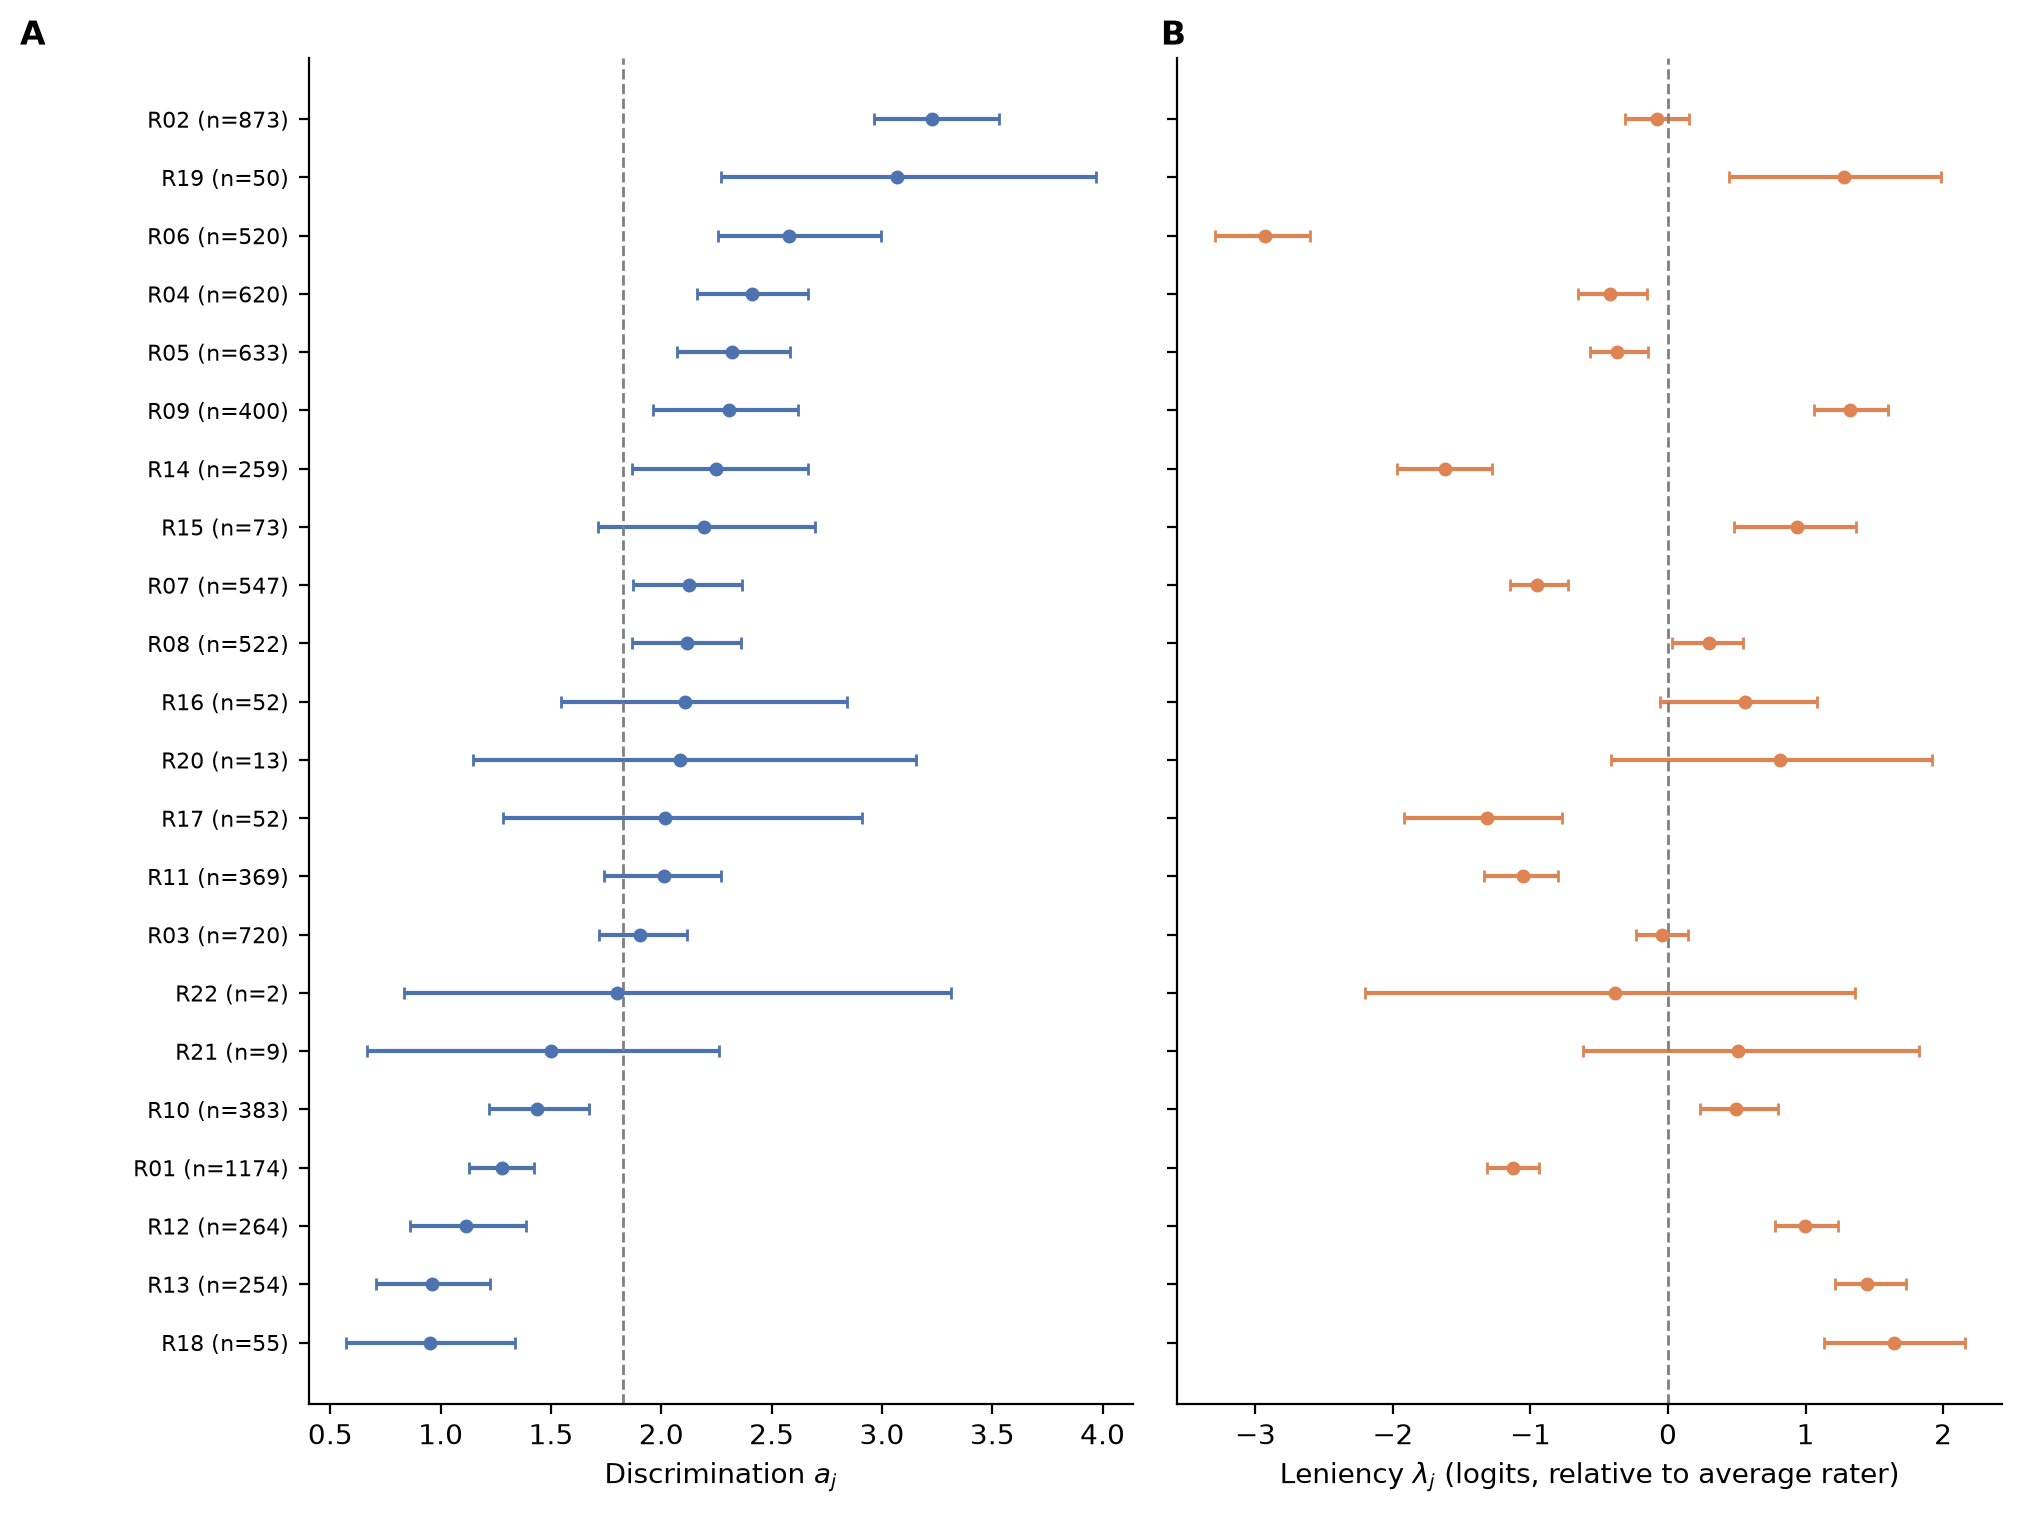 A
B
R02 (n=873)
R19 (n=50)
R06 (n=520)
R04 (n=620)
R05 (n=633)
R09 (n=400)
R14 (n=259)
R15 (n=73)
R07 (n=547)
R08 (n=522)
R16 (n=52)
R20 (n=13)
R17 (n=52)
R11 (n=369)
R03 (n=720)
R22 (n=2)
R21 (n=9)
R10 (n=383)
R01 (n=1174)
R12 (n=264)
R13 (n=254)
R18 (n=55)
0.5 1.0 1.5 2.0 2.5 3.0 3.5 4.0
Discrimination aⱼ
−3 −2 −1 0 1 2
Leniency λⱼ (logits, relative to average rater)